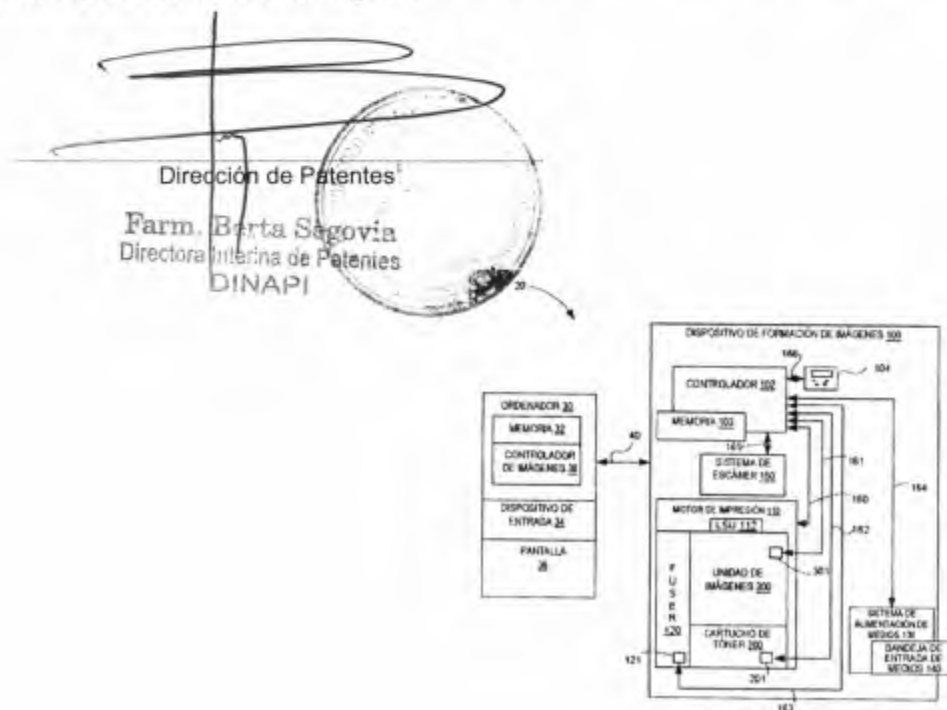 Dirección de Patentes
Farm. Berta Segovia
Directora Interina de Patentes
DINAPI
20
DISPOSITIVO DE FORMACIÓN DE IMÁGENES 100
166
104
CONTROLADOR 102
MEMORIA 103
ORDENADOR 30
MEMORIA 32
CONTROLADOR
DE IMÁGENES 38
DISPOSITIVO DE
ENTRADA 34
PANTALLA
36
40
SISTEMA DE
ESCÁNER 150
161
160
164
162
MOTOR DE IMPRESIÓN 110
LSU 112
FUSER
120
UNIDAD DE
IMÁGENES 300
301
CARTUCHO DE
TÓNER 200
121
201
163
SISTEMA DE
ALIMENTACIÓN DE
MEDIOS 130
BANDEJA DE
ENTRADA DE
MEDIOS 140